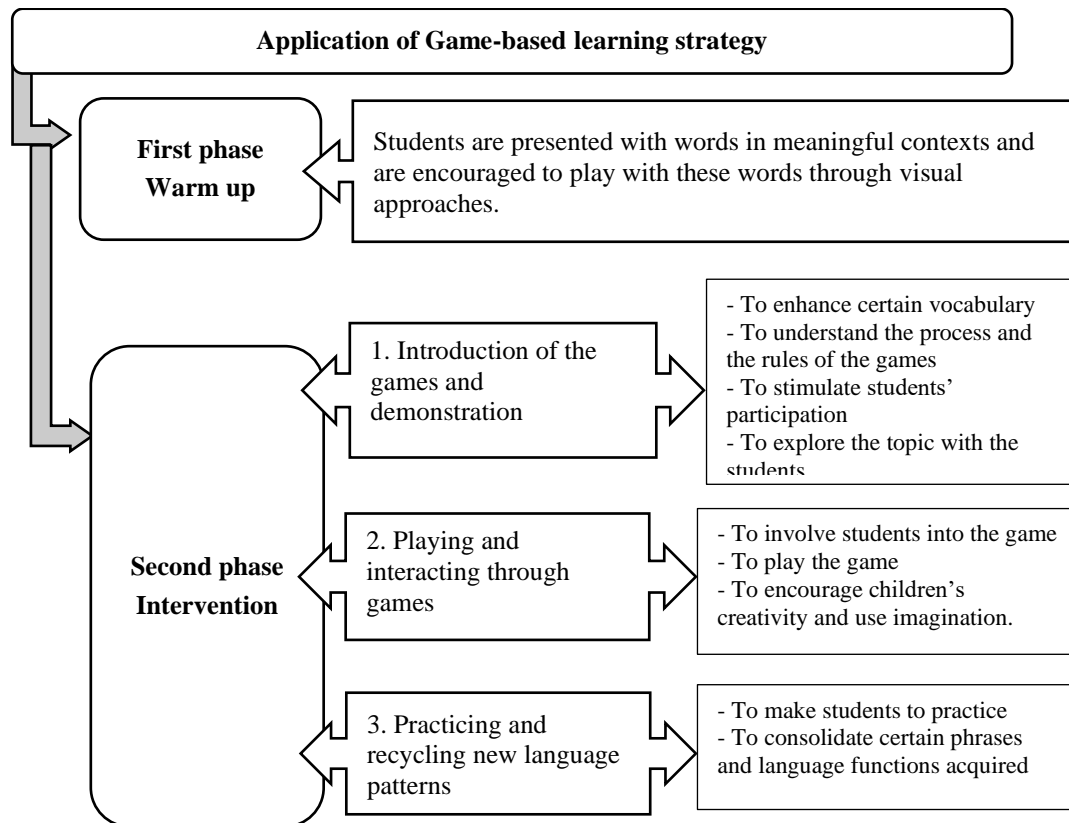 Application of Game-based learning strategy
First phase
Warm up
Students are presented with words in meaningful contexts and
are encouraged to play with these words through visual
approaches.
Second phase
Intervention
1. Introduction of the
games and
demonstration
- To enhance certain vocabulary
- To understand the process and
the rules of the games
- To stimulate students’
participation
- To explore the topic with the
students
2. Playing and
interacting through
games
- To involve students into the game
- To play the game
- To encourage children’s
creativity and use imagination.
3. Practicing and
recycling new language
patterns
- To make students to practice
- To consolidate certain phrases
and language functions acquired